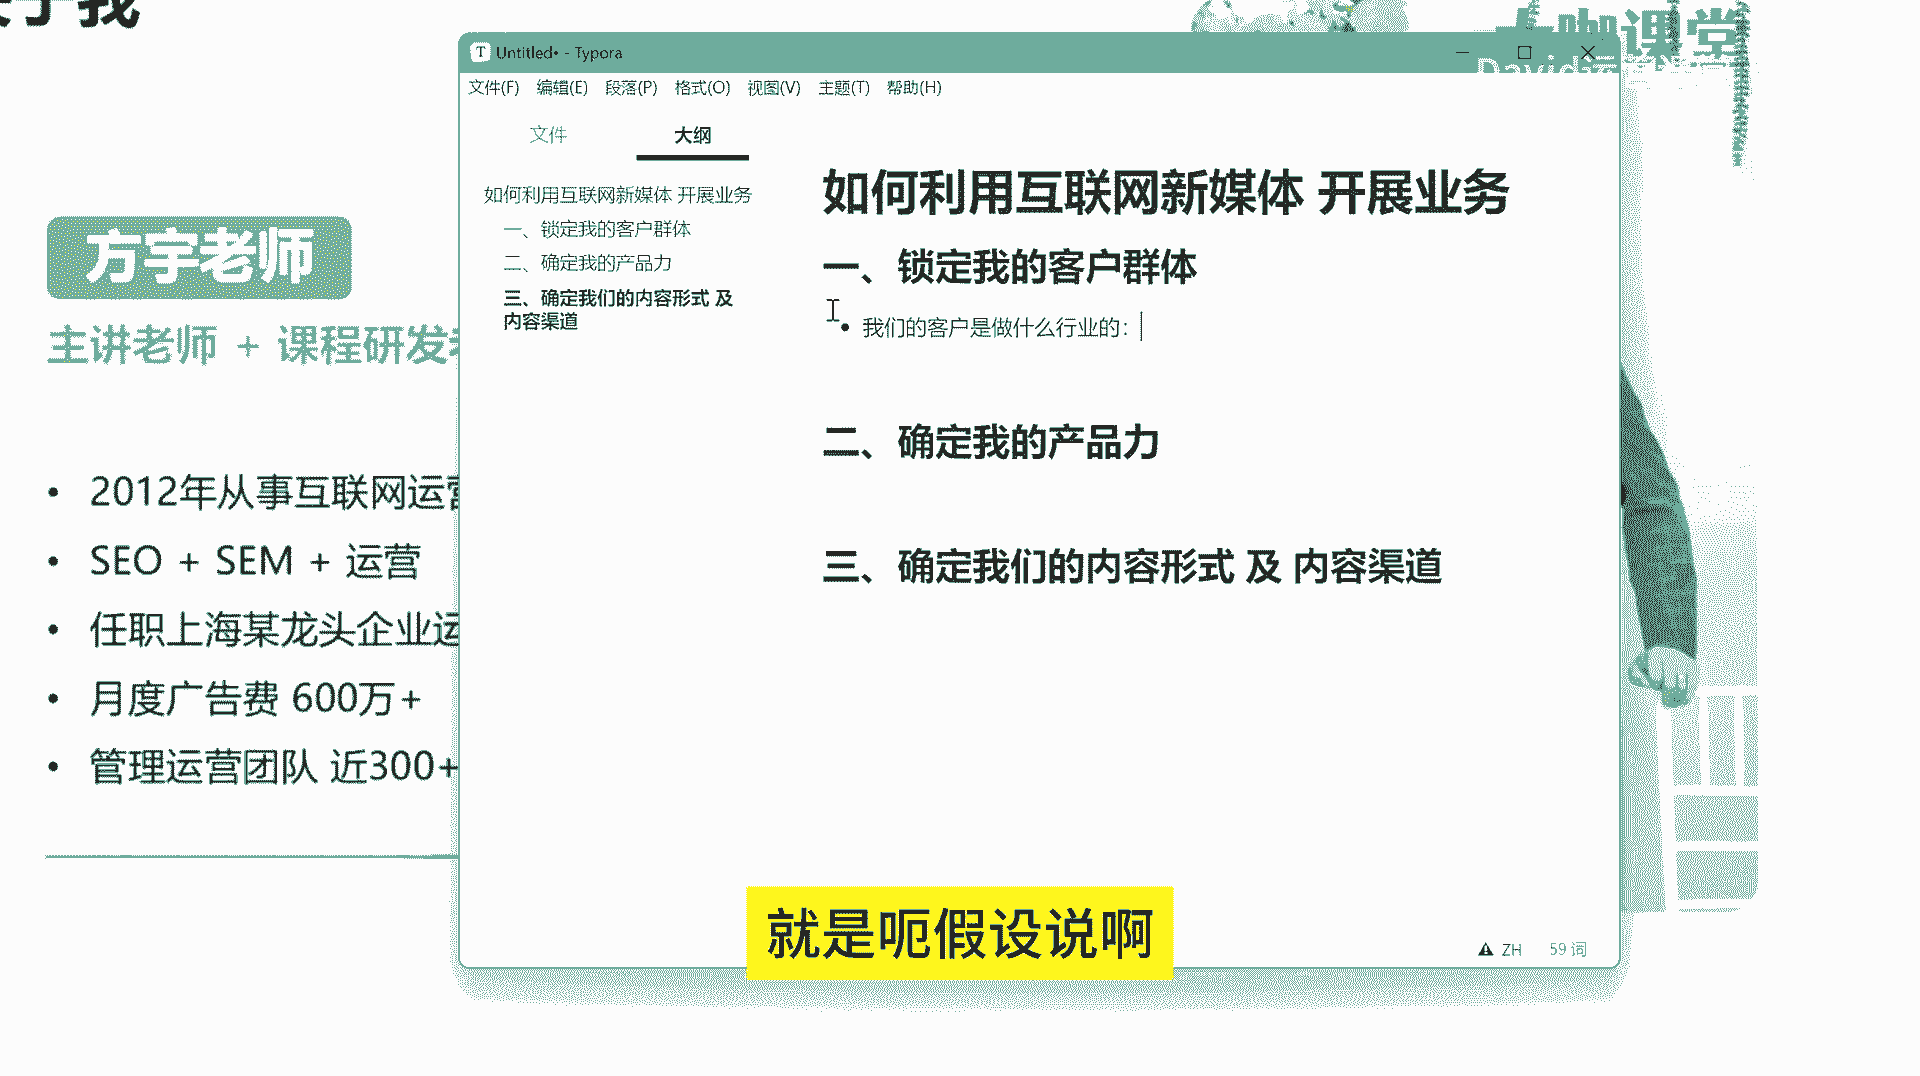 我
大咖课堂
Untitled• - Typora
文件(F) 编辑(E) 段落(P) 格式(O) 视图(V) 主题(T) 帮助(H)
文件 大纲
如何利用互联网新媒体 开展业务
一、锁定我的客户群体
二、确定我的产品力
三、确定我们的内容形式 及
内容渠道
如何利用互联网新媒体 开展业务
一、锁定我的客户群体
• 我们的客户是做什么行业的：
二、确定我的产品力
三、确定我们的内容形式 及 内容渠道
ZH 59 词
方宇老师
主讲老师 + 课程研发
• 2012年从事互联网运营
• SEO + SEM + 运营
• 任职上海某龙头企业运
• 月度广告费 600万+
• 管理运营团队 近300+
就是呃假设说啊